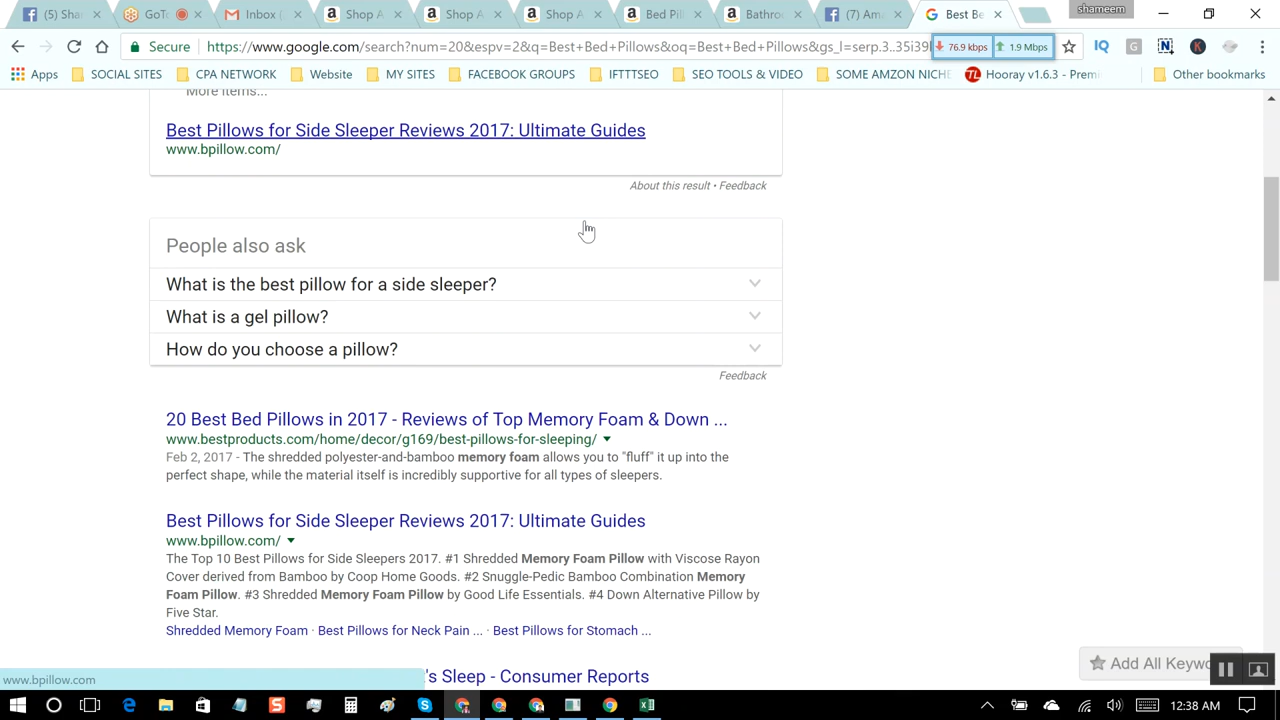 shameem
(5) Shar
GoTo
Inbox (
Shop A
Shop A
Shop A
Bed Pil
Bathro
(7) Ama
Best Be
Secure
https://www.google.com/search?num=20&espv=2&q=Best+Bed+Pillows&oq=Best+Bed+Pillows&gs_l=serp.3..35i39l
76.9 kbps
1.9 Mbps
IQ
G
N
K
Apps
SOCIAL SITES
CPA NETWORK
Website
MY SITES
FACEBOOK GROUPS
IFTTTSEO
SEO TOOLS & VIDEO
SOME AMZON NICHE
TL
Hooray v1.6.3 - Premi
Other bookmarks
More items...
Best Pillows for Side Sleeper Reviews 2017: Ultimate Guides
www.bpillow.com/
About this result • Feedback
People also ask
What is the best pillow for a side sleeper?
What is a gel pillow?
How do you choose a pillow?
Feedback
20 Best Bed Pillows in 2017 - Reviews of Top Memory Foam & Down ...
www.bestproducts.com/home/decor/g169/best-pillows-for-sleeping/
Feb 2, 2017 - The shredded polyester-and-bamboo memory foam allows you to "fluff" it up into the
perfect shape, while the material itself is incredibly supportive for all types of sleepers.
Best Pillows for Side Sleeper Reviews 2017: Ultimate Guides
www.bpillow.com/
The Top 10 Best Pillows for Side Sleepers 2017. #1 Shredded Memory Foam Pillow with Viscose Rayon
Cover derived from Bamboo by Coop Home Goods. #2 Snuggle-Pedic Bamboo Combination Memory
Foam Pillow. #3 Shredded Memory Foam Pillow by Good Life Essentials. #4 Down Alternative Pillow by
Five Star.
Shredded Memory Foam · Best Pillows for Neck Pain ... · Best Pillows for Stomach ...
Add All Keywo
's Sleep - Consumer Reports
www.bpillow.com
12:38 AM